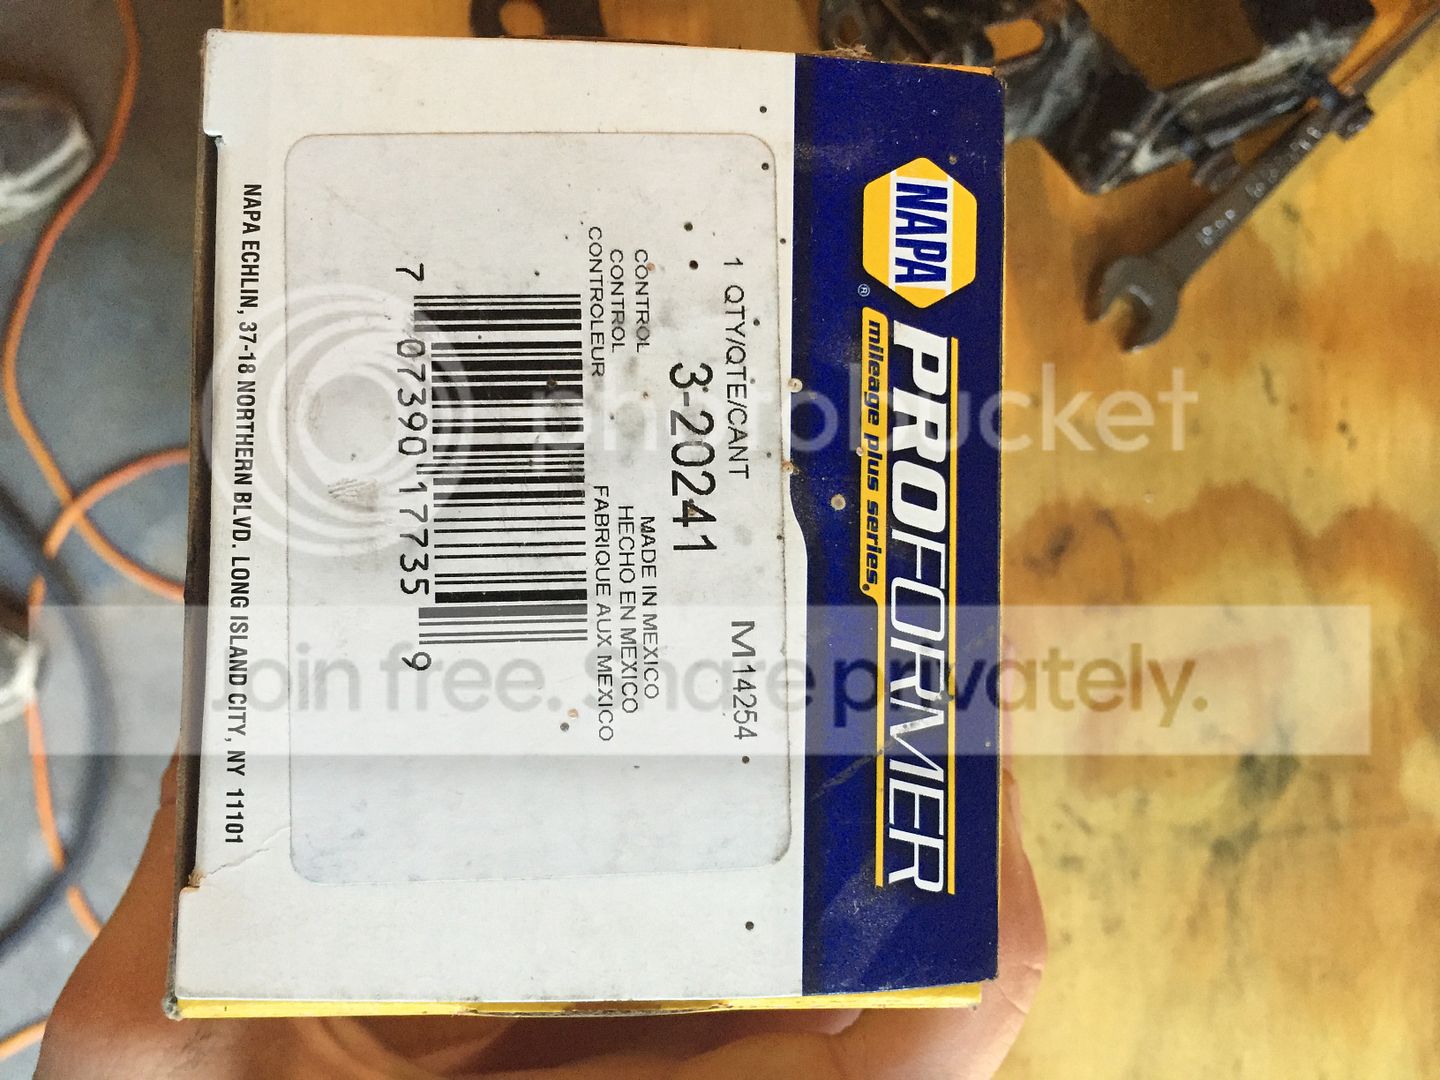 NAPA®
PROFORMER
mileage plus series.
1 QTY/QTE/CANT M14254
3-20241
CONTROL MADE IN MEXICO
CONTROL HECHO EN MEXICO
CONTROLEUR FABRIQUE AUX MEXICO
7 07390 17735 9
NAPA ECHLIN, 37-18 NORTHERN BLVD. LONG ISLAND CITY, NY 11101
photobucket
Join free. Share privately.